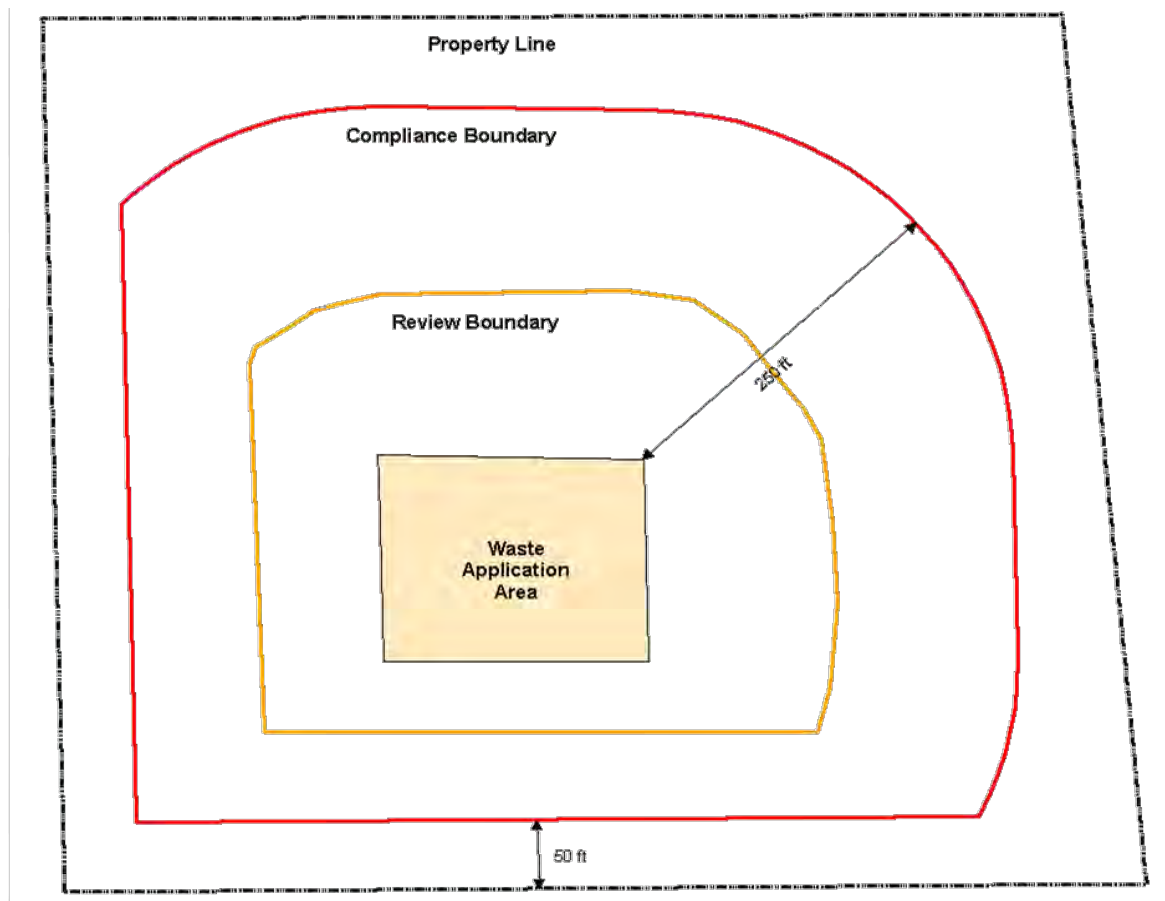 Property Line
Compliance Boundary
Review Boundary
250 ft
Waste
Application
Area
50 ft